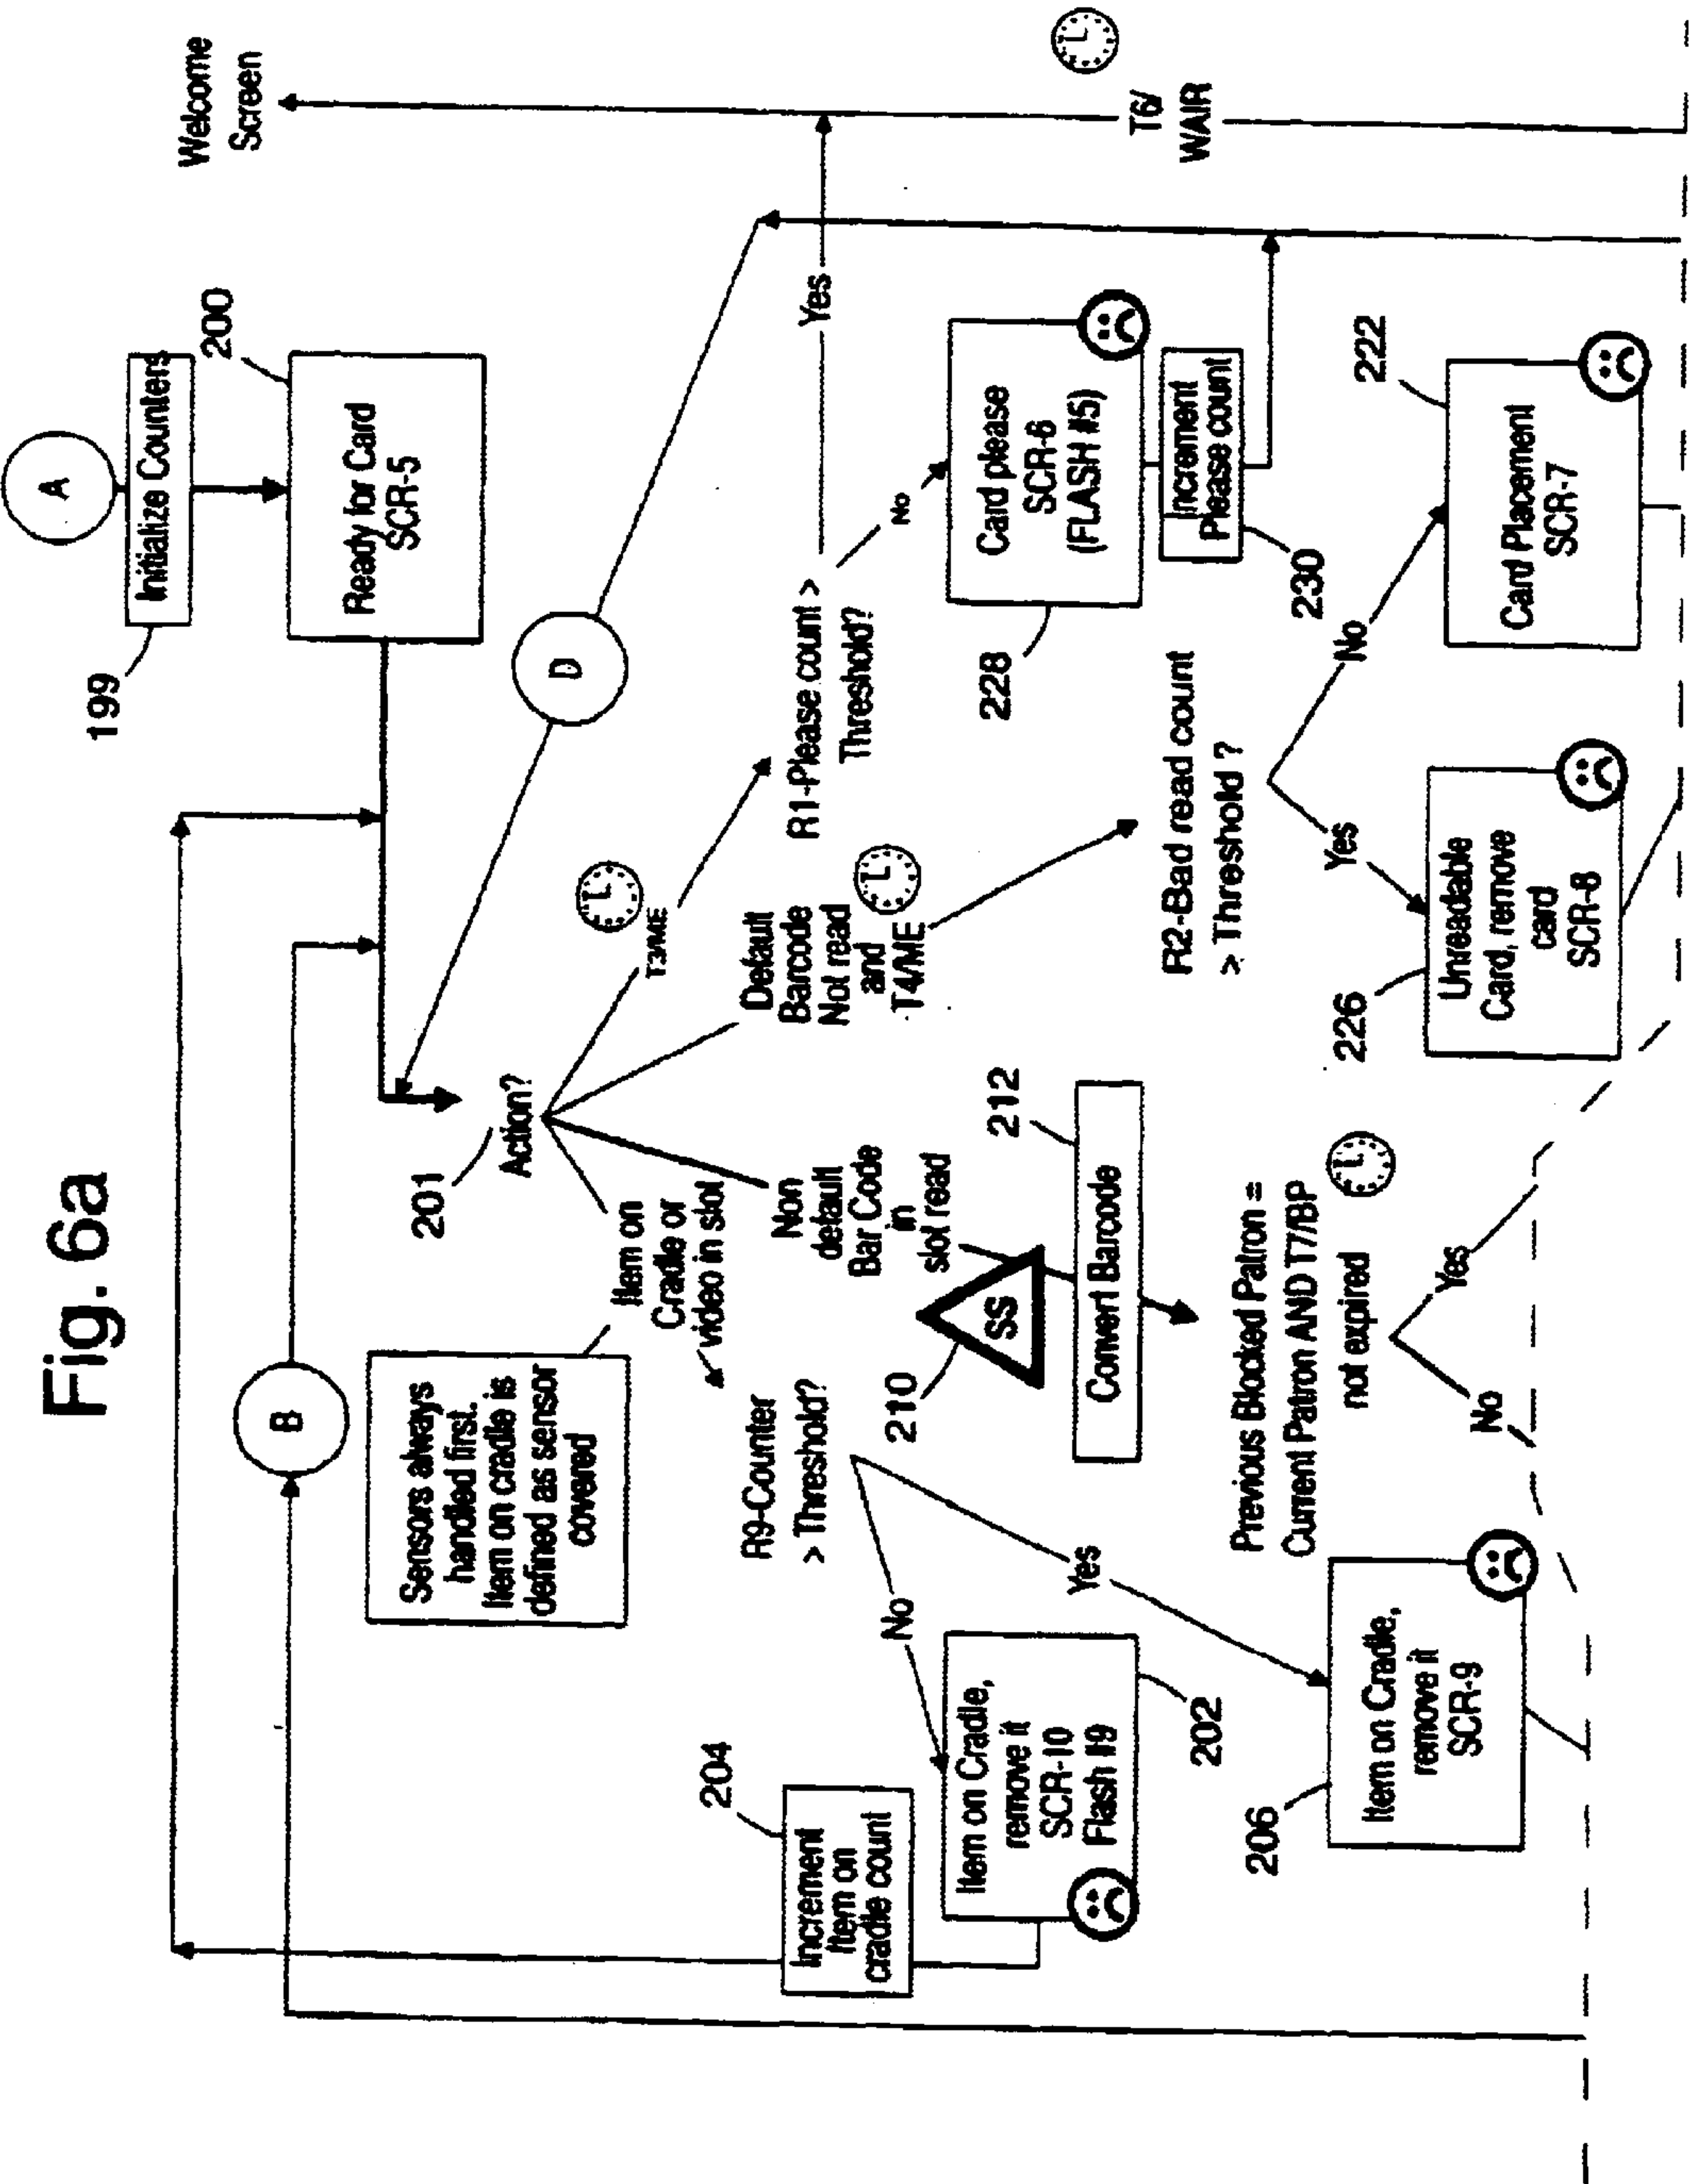 Fig. 6a
A
Initialize Counters
199
Ready for Card
SCR-5
200
Welcome
Screen
B
D
Sensors always
handled first.
Item on cradle is
defined as sensor
covered
201
Action?
Item on
Cradle or
video in slot
Non
default
Bar Code
in
slot read
Default
Barcode
Not read
and
T4/ME
T3/ME
R1-Please count >
Threshold?
Yes
No
T6/
WAIR
Card please
SCR-6
(FLASH #5)
228
Increment
Please count
230
R2-Bad read count
> Threshold ?
Yes
No
Unreadable
Card, remove
card
SCR-8
226
Card Placement
SCR-7
222
SS
210
Convert Barcode
212
Previous Blocked Patron =
Current Patron AND T7/BP
not expired
No
Yes
R9-Counter
> Threshold?
No
Yes
Increment
Item on
cradle count
204
Item on Cradle,
remove it
SCR-10
Flash #9
202
Item on Cradle,
remove it
SCR-9
206